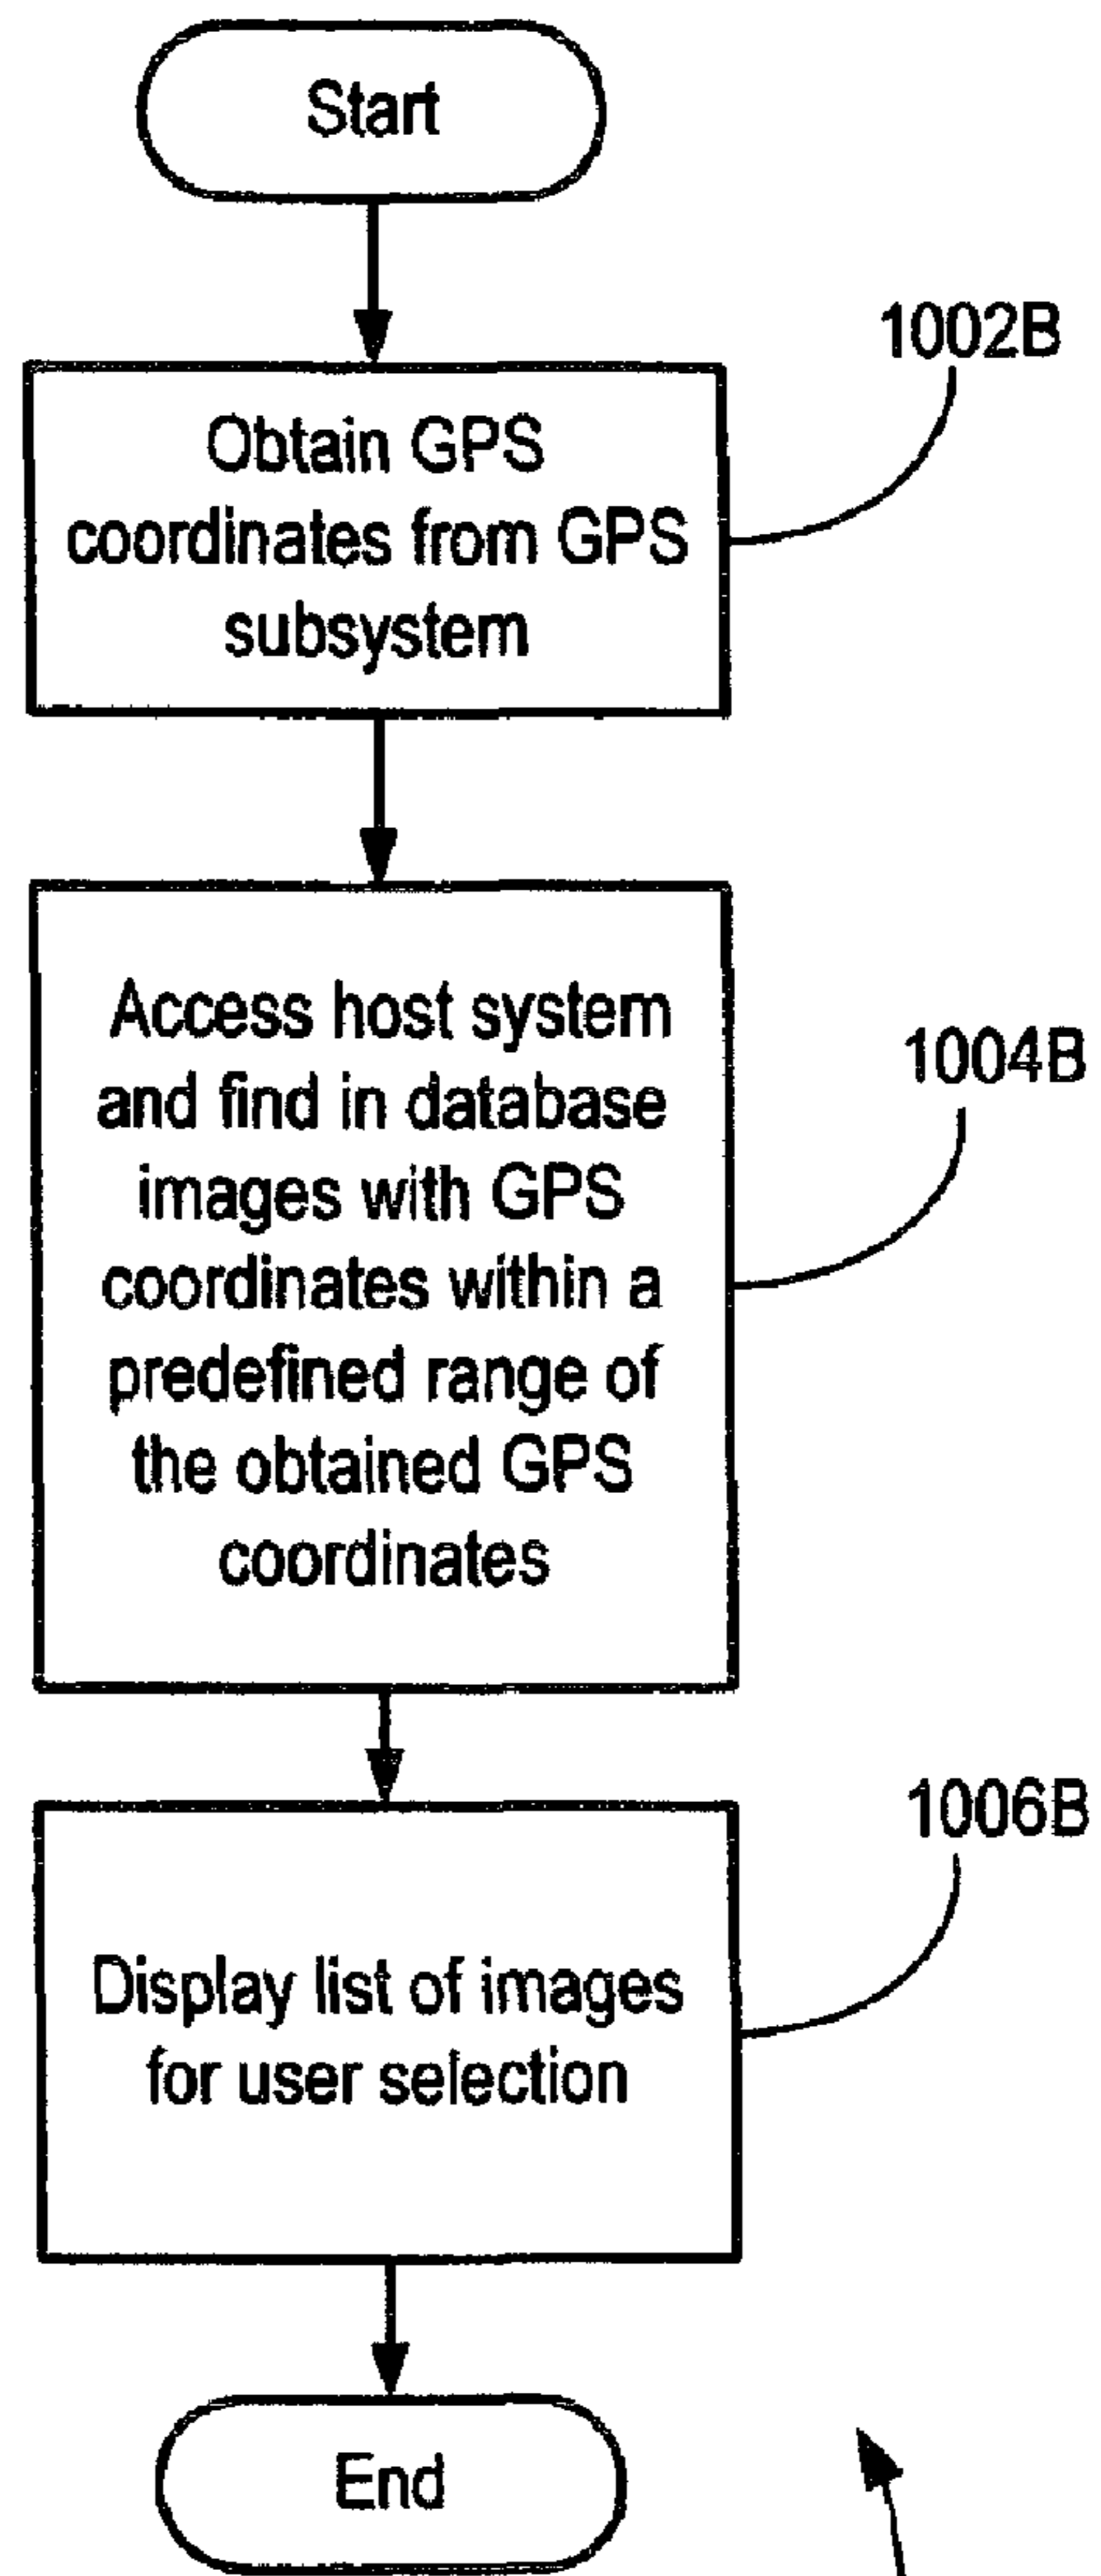 Start
1002B
Obtain GPS
coordinates from GPS
subsystem
Access host system
and find in database
images with GPS
coordinates within a
predefined range of
the obtained GPS
coordinates
1004B
1006B
Display list of images
for user selection
End